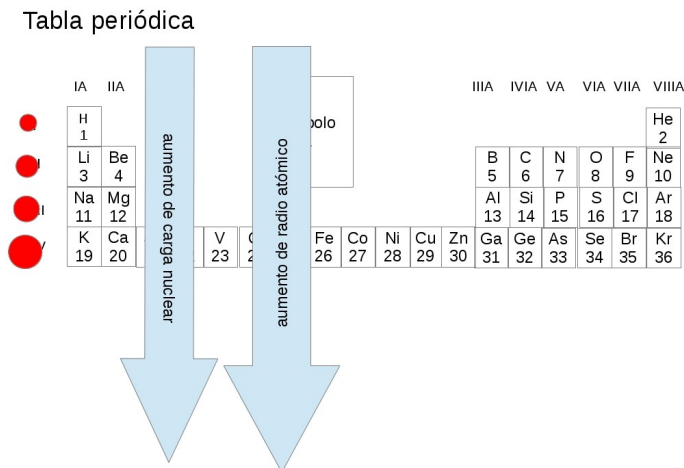 Tabla periódica
IA IIA IIIA IVIA VA VIA VIIA VIIIA
H He
1 2
Li Be B C N O F Ne
3 4 5 6 7 8 9 10
Na Mg Al Si P S Cl Ar
11 12 13 14 15 16 17 18
K Ca V Fe Co Ni Cu Zn Ga Ge As Se Br Kr
19 20 23 26 27 28 29 30 31 32 33 34 35 36
aumento de carga nuclear
aumento de radio atómico